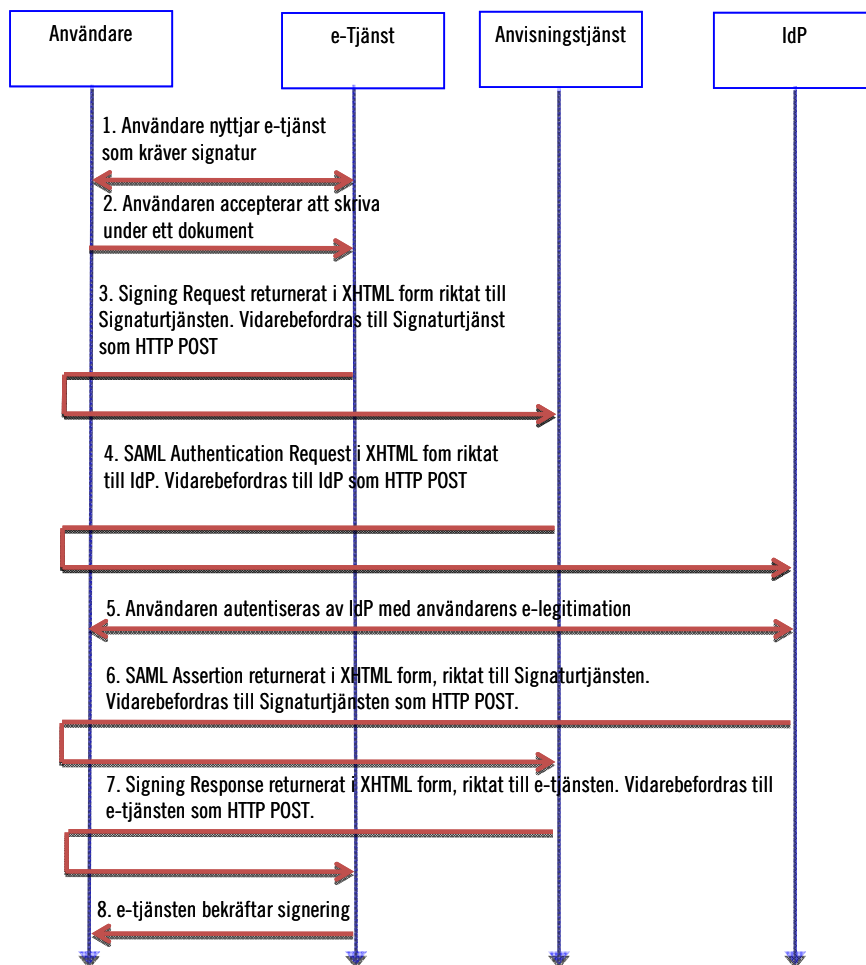 Användare
e-Tjänst
Anvisningstjänst
IdP
1. Användare nyttjar e-tjänst
som kräver signatur
2. Användaren accepterar att skriva
under ett dokument
3. Signing Request returnerat i XHTML form riktat till
Signaturtjänsten. Vidarebefordras till Signaturtjänst
som HTTP POST
4. SAML Authentication Request i XHTML fom riktat
till IdP. Vidarebefordras till IdP som HTTP POST
5. Användaren autentiseras av IdP med användarens e-legitimation
6. SAML Assertion returnerat i XHTML form, riktat till Signaturtjänsten.
Vidarebefordras till Signaturtjänsten som HTTP POST.
7. Signing Response returnerat i XHTML form, riktat till e-tjänsten. Vidarebefordras till
e-tjänsten som HTTP POST.
8. e-tjänsten bekräftar signering